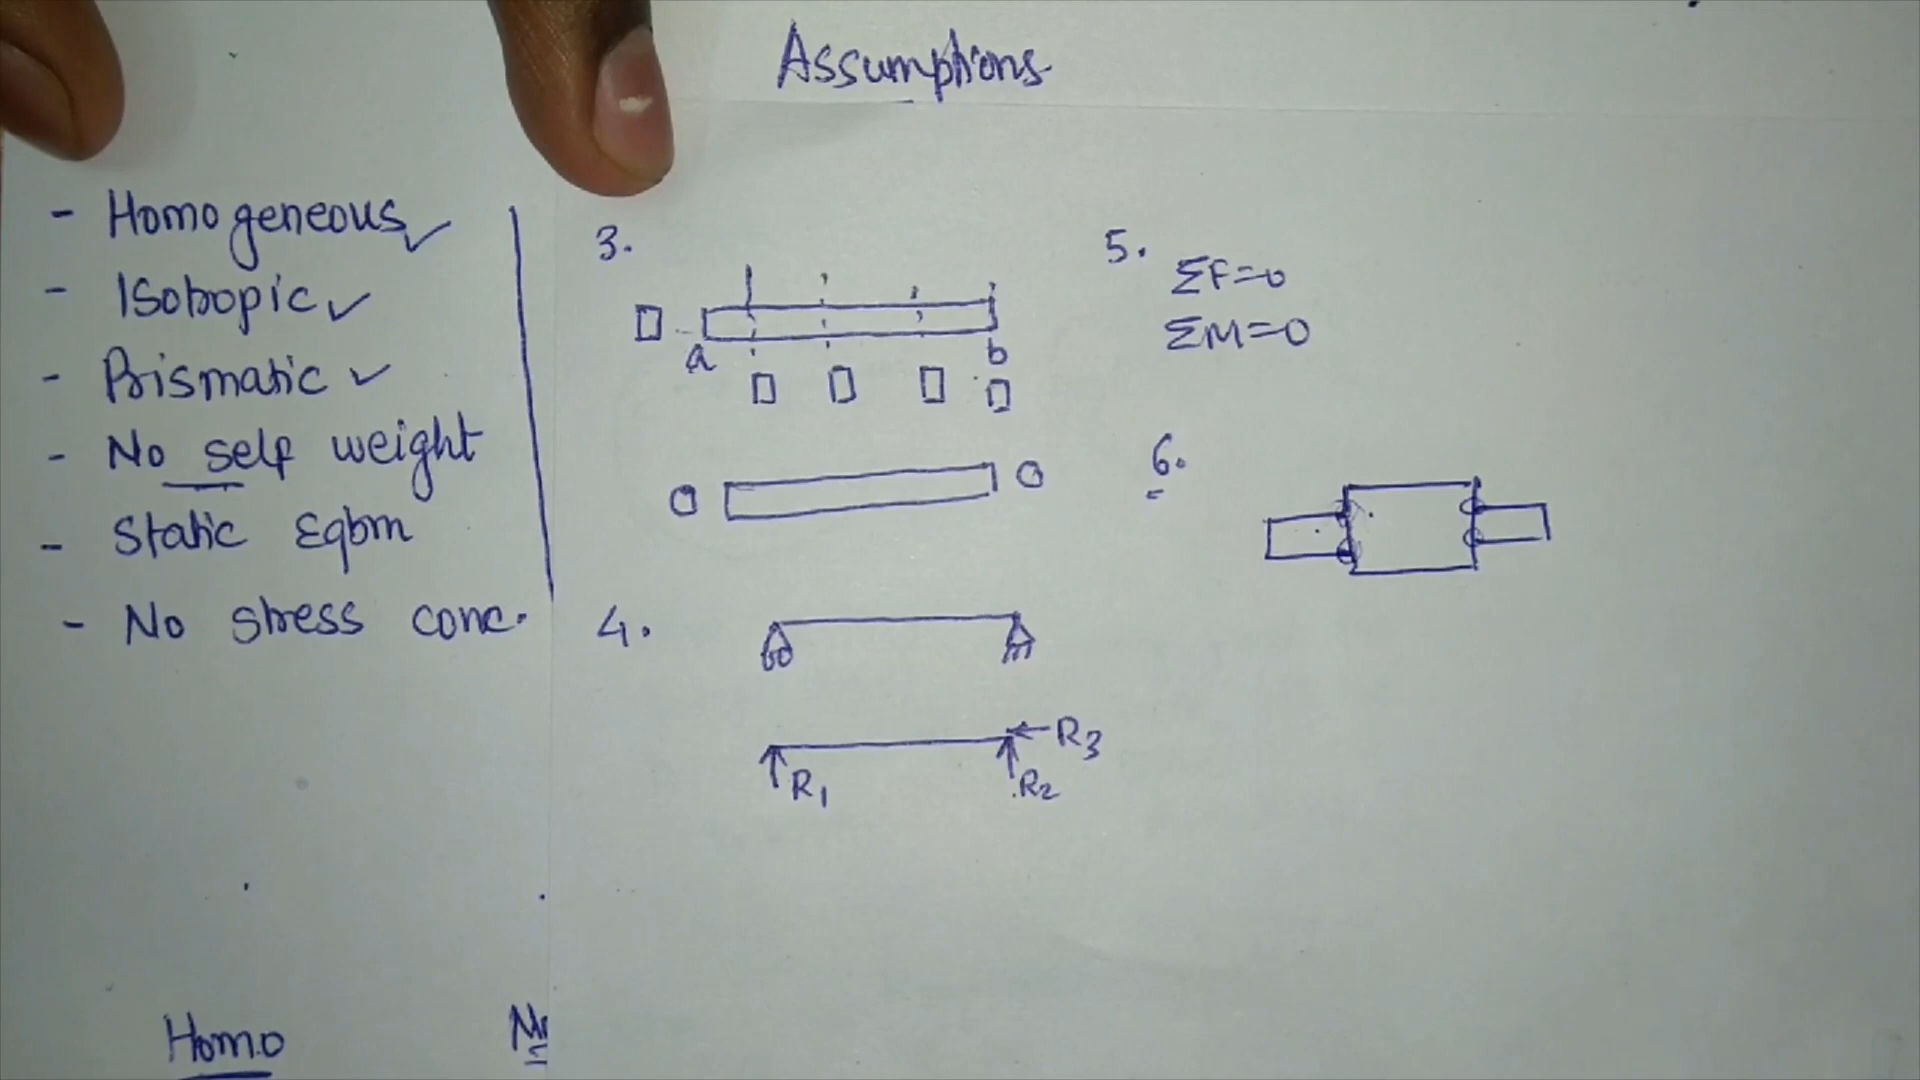 Assumptions
- Homogeneous ✓
- Isotropic ✓
- Prismatic ✓
- No self weight
- Static Eqbm
- No stress conc.
3.
a
b
4.
R3
R1
R2
5.
ΣF=0
ΣM=0
6.
Homo